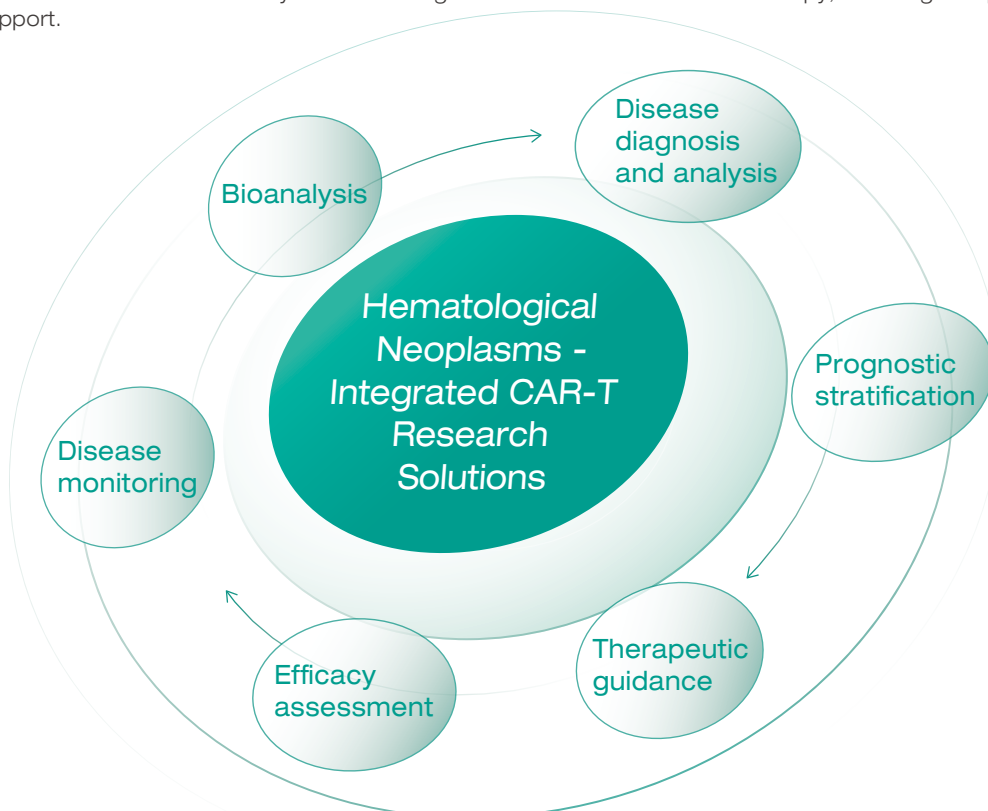 pport.
Bioanalysis
Disease
diagnosis
and analysis
Hematological
Neoplasms -
Integrated CAR-T
Research
Solutions
Prognostic
stratification
Disease
monitoring
Therapeutic
guidance
Efficacy
assessment